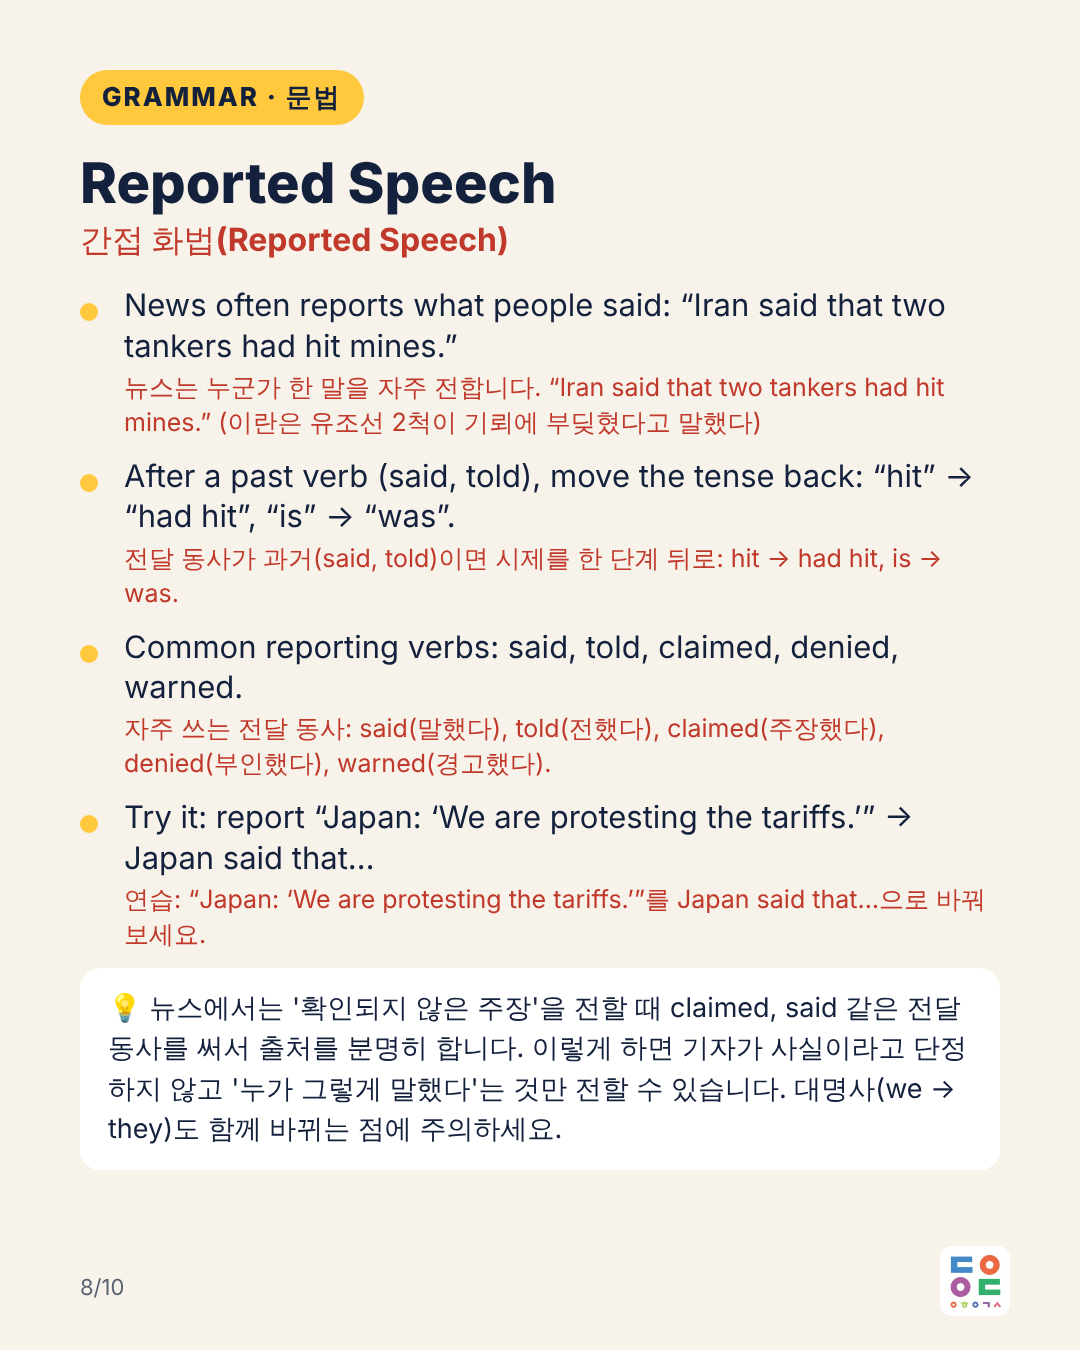 GRAMMAR · 문법
Reported Speech
간접 화법(Reported Speech)
News often reports what people said: “Iran said that two
tankers had hit mines.”
뉴스는 누군가 한 말을 자주 전합니다. “Iran said that two tankers had hit
mines.” (이란은 유조선 2척이 기뢰에 부딪혔다고 말했다)
After a past verb (said, told), move the tense back: “hit” →
“had hit”, “is” → “was”.
전달 동사가 과거(said, told)이면 시제를 한 단계 뒤로: hit → had hit, is →
was.
Common reporting verbs: said, told, claimed, denied,
warned.
자주 쓰는 전달 동사: said(말했다), told(전했다), claimed(주장했다),
denied(부인했다), warned(경고했다).
Try it: report “Japan: ‘We are protesting the tariffs.’” →
Japan said that…
연습: “Japan: ‘We are protesting the tariffs.’”를 Japan said that…으로 바꿔
보세요.
💡 뉴스에서는 '확인되지 않은 주장'을 전할 때 claimed, said 같은 전달
동사를 써서 출처를 분명히 합니다. 이렇게 하면 기자가 사실이라고 단정
하지 않고 '누가 그렇게 말했다'는 것만 전할 수 있습니다. 대명사(we →
they)도 함께 바뀌는 점에 주의하세요.
8/10
ㄷㅇ
ㅇㄷ
ㅇㅎㅇㄱㅅ